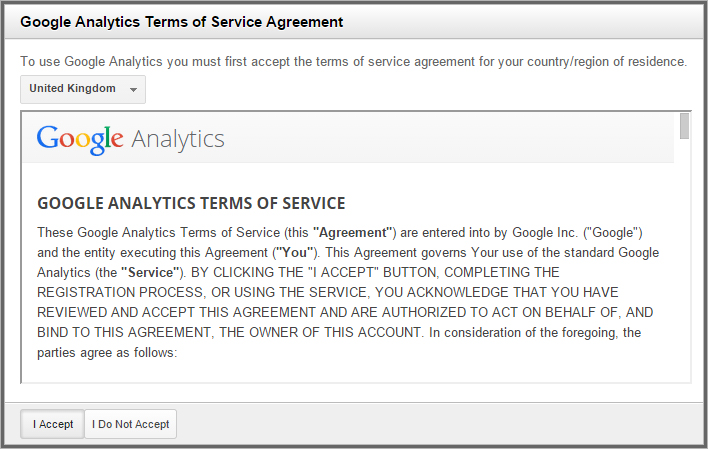 Google Analytics Terms of Service Agreement
To use Google Analytics you must first accept the terms of service agreement for your country/region of residence.
United Kingdom
Google Analytics
GOOGLE ANALYTICS TERMS OF SERVICE
These Google Analytics Terms of Service (this "Agreement") are entered into by Google Inc. ("Google")
and the entity executing this Agreement ("You"). This Agreement governs Your use of the standard Google
Analytics (the "Service"). BY CLICKING THE "I ACCEPT" BUTTON, COMPLETING THE
REGISTRATION PROCESS, OR USING THE SERVICE, YOU ACKNOWLEDGE THAT YOU HAVE
REVIEWED AND ACCEPT THIS AGREEMENT AND ARE AUTHORIZED TO ACT ON BEHALF OF, AND
BIND TO THIS AGREEMENT, THE OWNER OF THIS ACCOUNT. In consideration of the foregoing, the
parties agree as follows:
I Accept I Do Not Accept